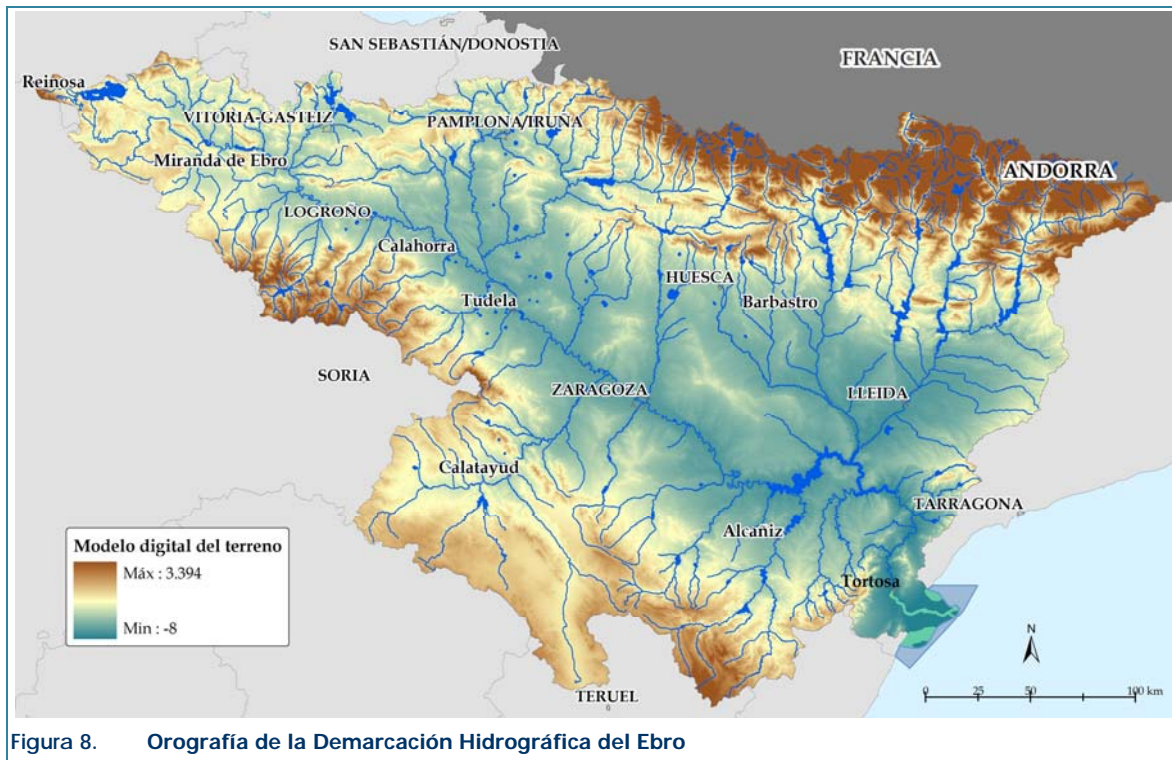 SAN SEBASTIÁN/DONOSTIA
FRANCIA
Reinosa
VITORIA-GASTEIZ
PAMPLONA/IRUÑA
Miranda de Ebro
ANDORRA
LOGROÑO
Calahorra
HUESCA
Tudela
Barbastro
SORIA
ZARAGOZA
LLEIDA
Calatayud
TARRAGONA
Alcañiz
Modelo digital del terreno
Máx : 3.394
Min : -8
Tortosa
N
TERUEL
0 25 50 100 km
Figura 8. Orografía de la Demarcación Hidrográfica del Ebro